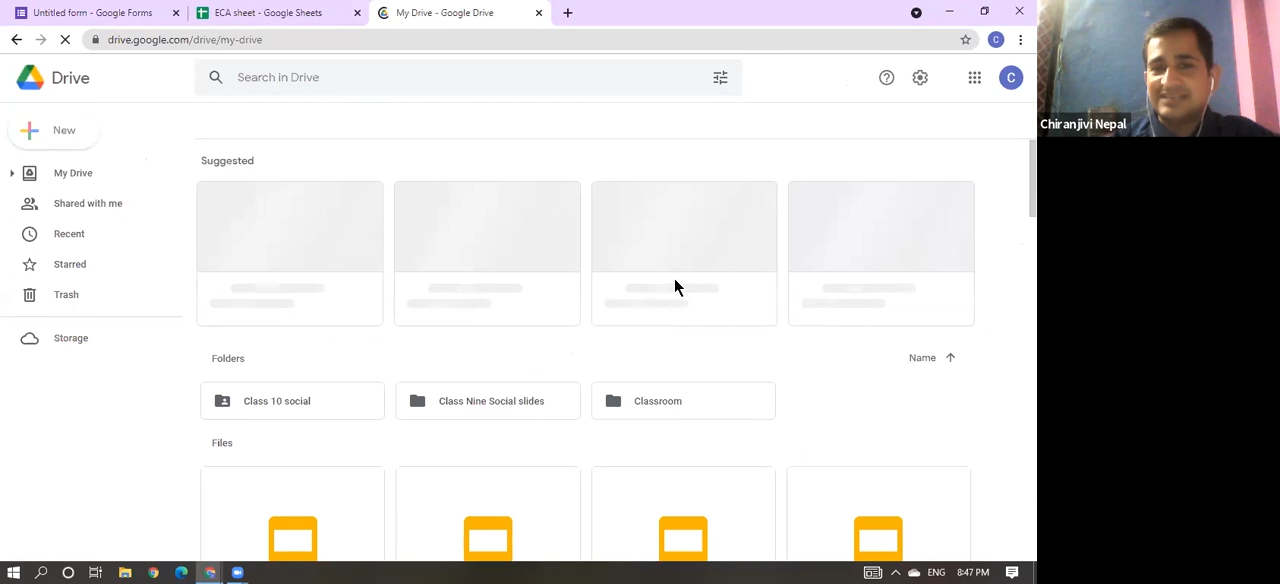 Untitled form - Google Forms
ECA sheet - Google Sheets
My Drive - Google Drive
drive.google.com/drive/my-drive
C
Drive
Search in Drive
C
Chiranjivi Nepal
New
Suggested
My Drive
Shared with me
Recent
Starred
Trash
Storage
Folders
Name
Class 10 social
Class Nine Social slides
Classroom
Files
ENG
8:47 PM